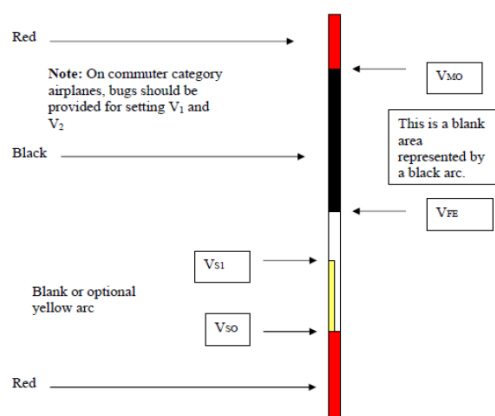 Red
Note: On commuter category
airplanes, bugs should be
provided for setting V1 and
V2
VMO
This is a blank
area
represented by
a black arc.
Black
VFE
VS1
Blank or optional
yellow arc
VSO
Red